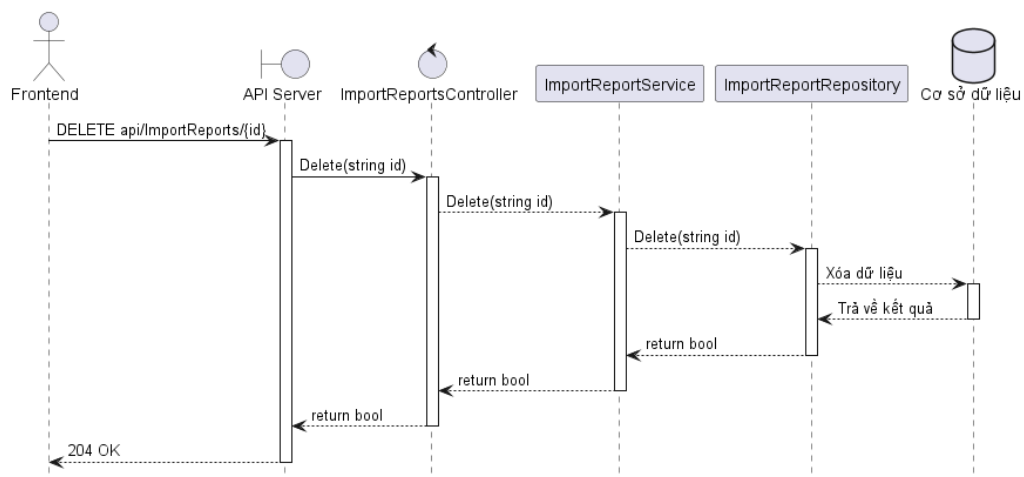 Frontend
API Server
ImportReportsController
ImportReportService
ImportReportRepository
Cơ sở dữ liệu
DELETE api/ImportReports/{id}
Delete(string id)
Delete(string id)
Delete(string id)
Xóa dữ liệu
Trả về kết quả
return bool
return bool
return bool
204 OK